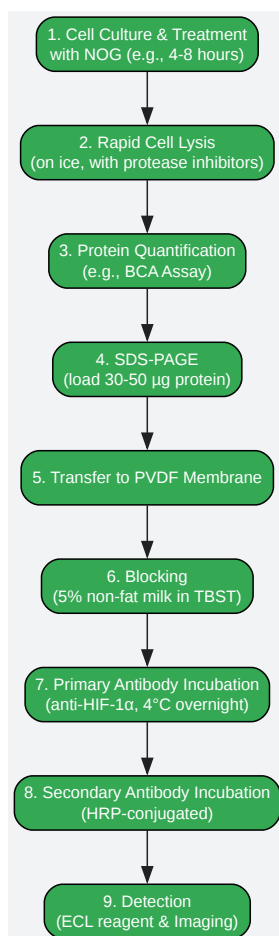 1. Cell Culture & Treatment
with NOG (e.g., 4-8 hours)
2. Rapid Cell Lysis
(on ice, with protease inhibitors)
3. Protein Quantification
(e.g., BCA Assay)
4. SDS-PAGE
(load 30-50 µg protein)
5. Transfer to PVDF Membrane
6. Blocking
(5% non-fat milk in TBST)
7. Primary Antibody Incubation
(anti-HIF-1α, 4°C overnight)
8. Secondary Antibody Incubation
(HRP-conjugated)
9. Detection
(ECL reagent & Imaging)